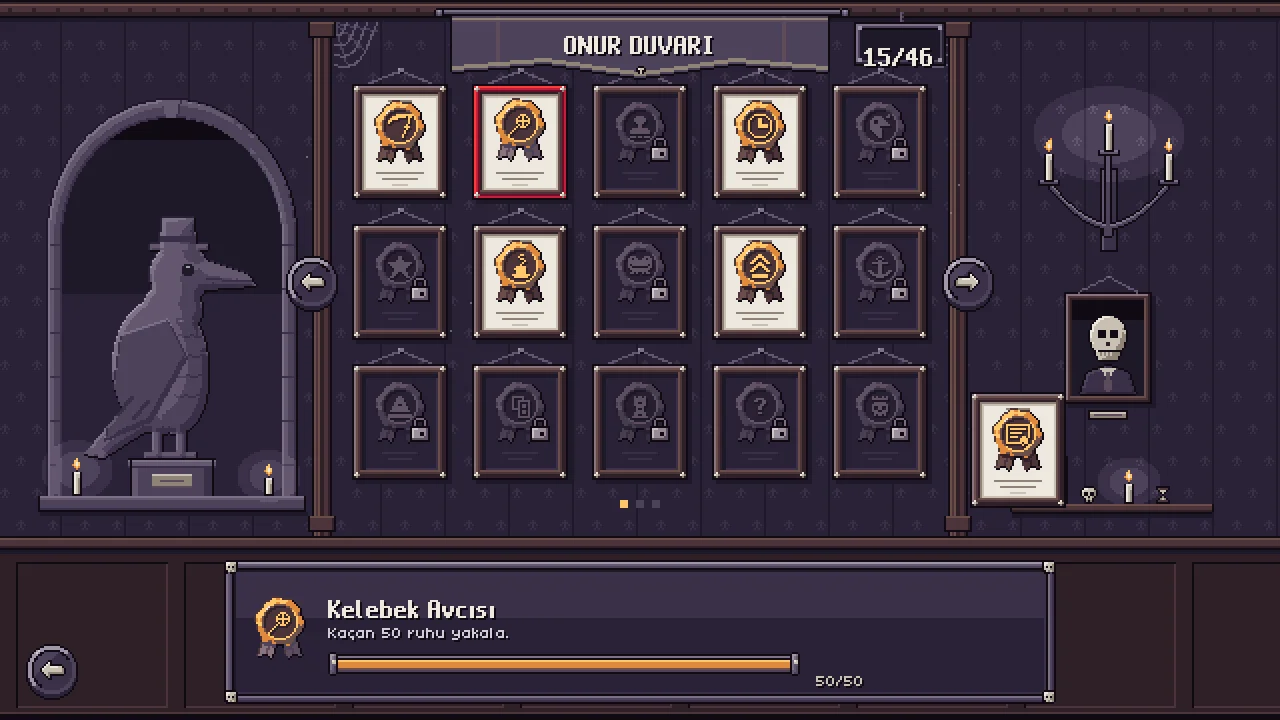 ONUR DUVARI
15/46
?
Kelebek Avcısı
Kaçan 50 ruhu yakala.
50/50